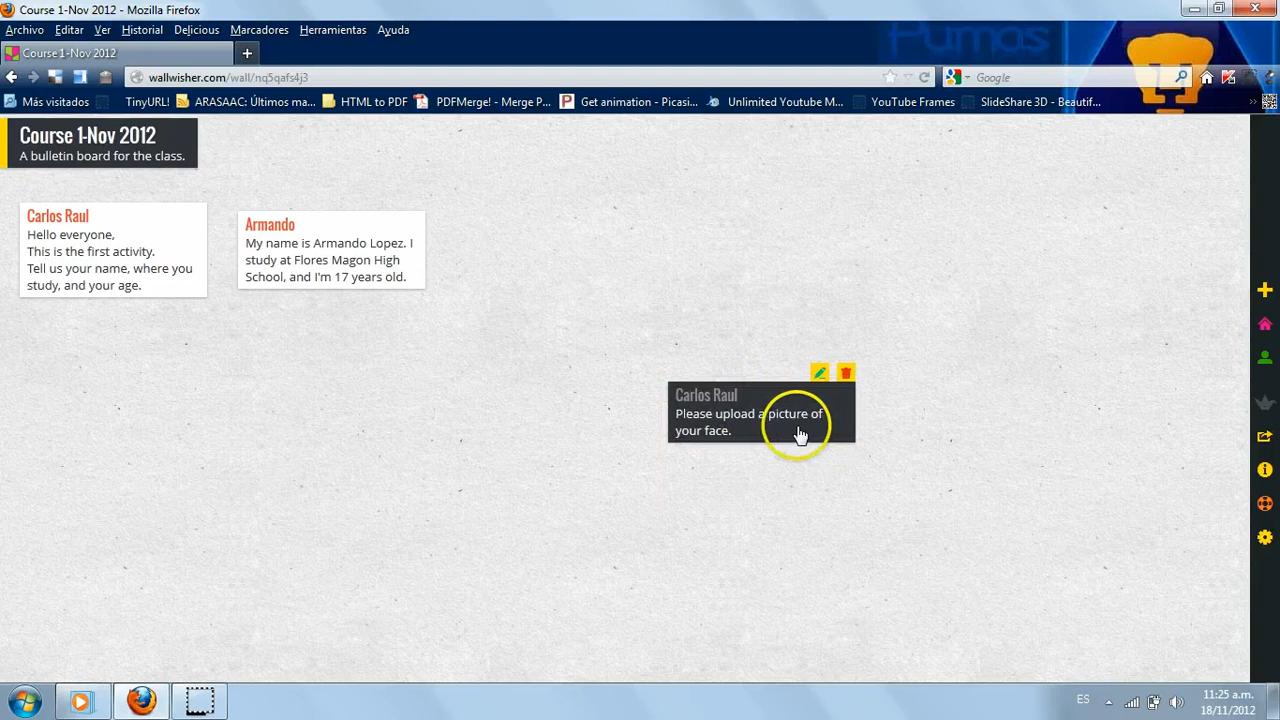 Course 1-Nov 2012 - Mozilla Firefox
Archivo Editar Ver Historial Delicious Marcadores Herramientas Ayuda
Pumas
Course 1-Nov 2012
wallwisher.com/wall/nq5qafs4j3
Google
Más visitados TinyURL! ARASAAC: Últimos ma... HTML to PDF PDFMerge! - Merge P... Get animation - Picasi... Unlimited Youtube M... YouTube Frames SlideShare 3D - Beautif...
Course 1-Nov 2012
A bulletin board for the class.
Carlos Raul
Hello everyone,
This is the first activity.
Tell us your name, where you
study, and your age.
Armando
My name is Armando Lopez. I
study at Flores Magon High
School, and I'm 17 years old.
Carlos Raul
Please upload a picture of
your face.
ES
11:25 a.m.
18/11/2012